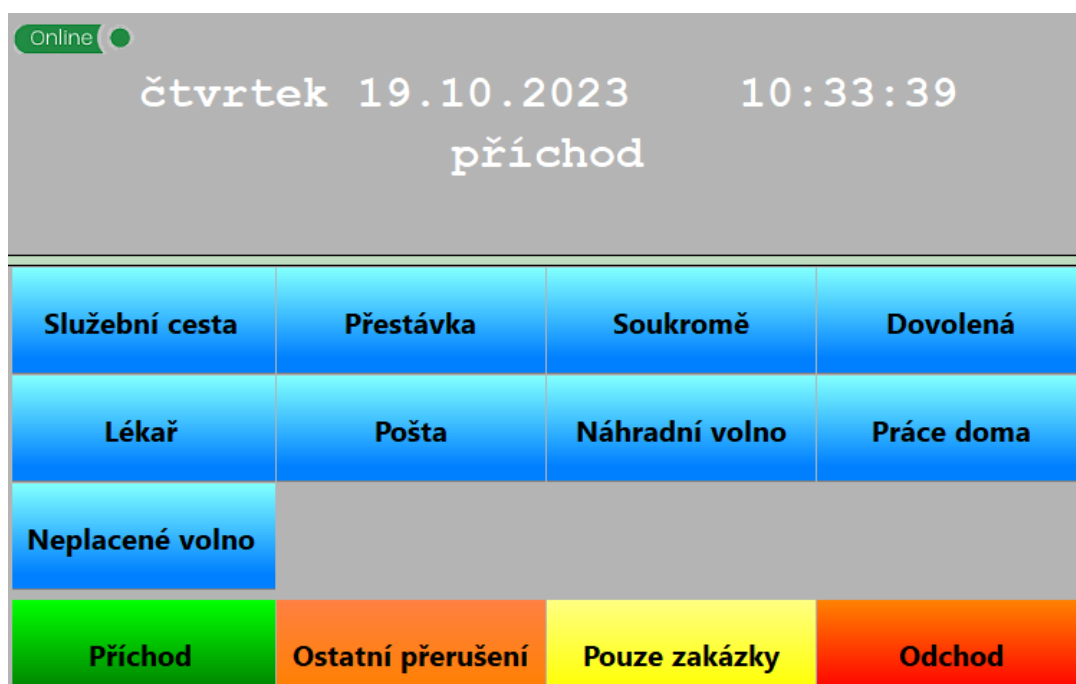 Online
čtvrtek 19.10.2023 10:33:39
příchod
Služební cesta Přestávka Soukromě Dovolená
Lékař Pošta Náhradní volno Práce doma
Neplacené volno
Příchod Ostatní přerušení Pouze zakázky Odchod